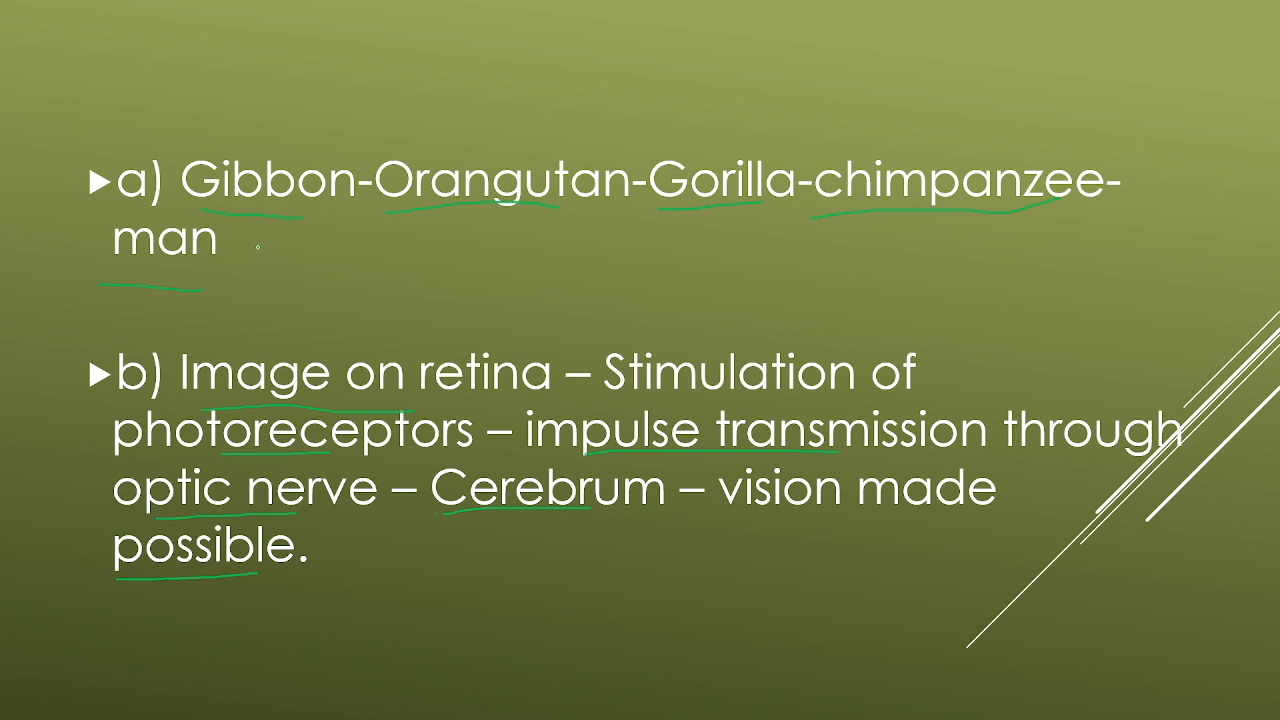 a) Gibbon-Orangutan-Gorilla-chimpanzee-
man
b) Image on retina – Stimulation of
photoreceptors – impulse transmission through
optic nerve – Cerebrum – vision made
possible.